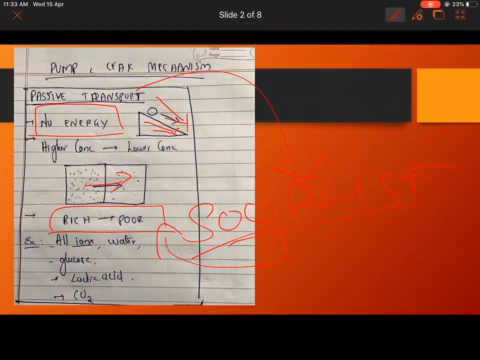 11:33 AM Wed 15 Apr
23%
Slide 2 of 8
PUMP & LEAK MECHANISM
PASSIVE TRANSPORT
→ NO ENERGY
Higher Conc → Lower Conc
→ RICH → POOR
SOCIALIST
Ex: - All Ions, water,
- glucose,
→ Lactic acid.
→ CO2